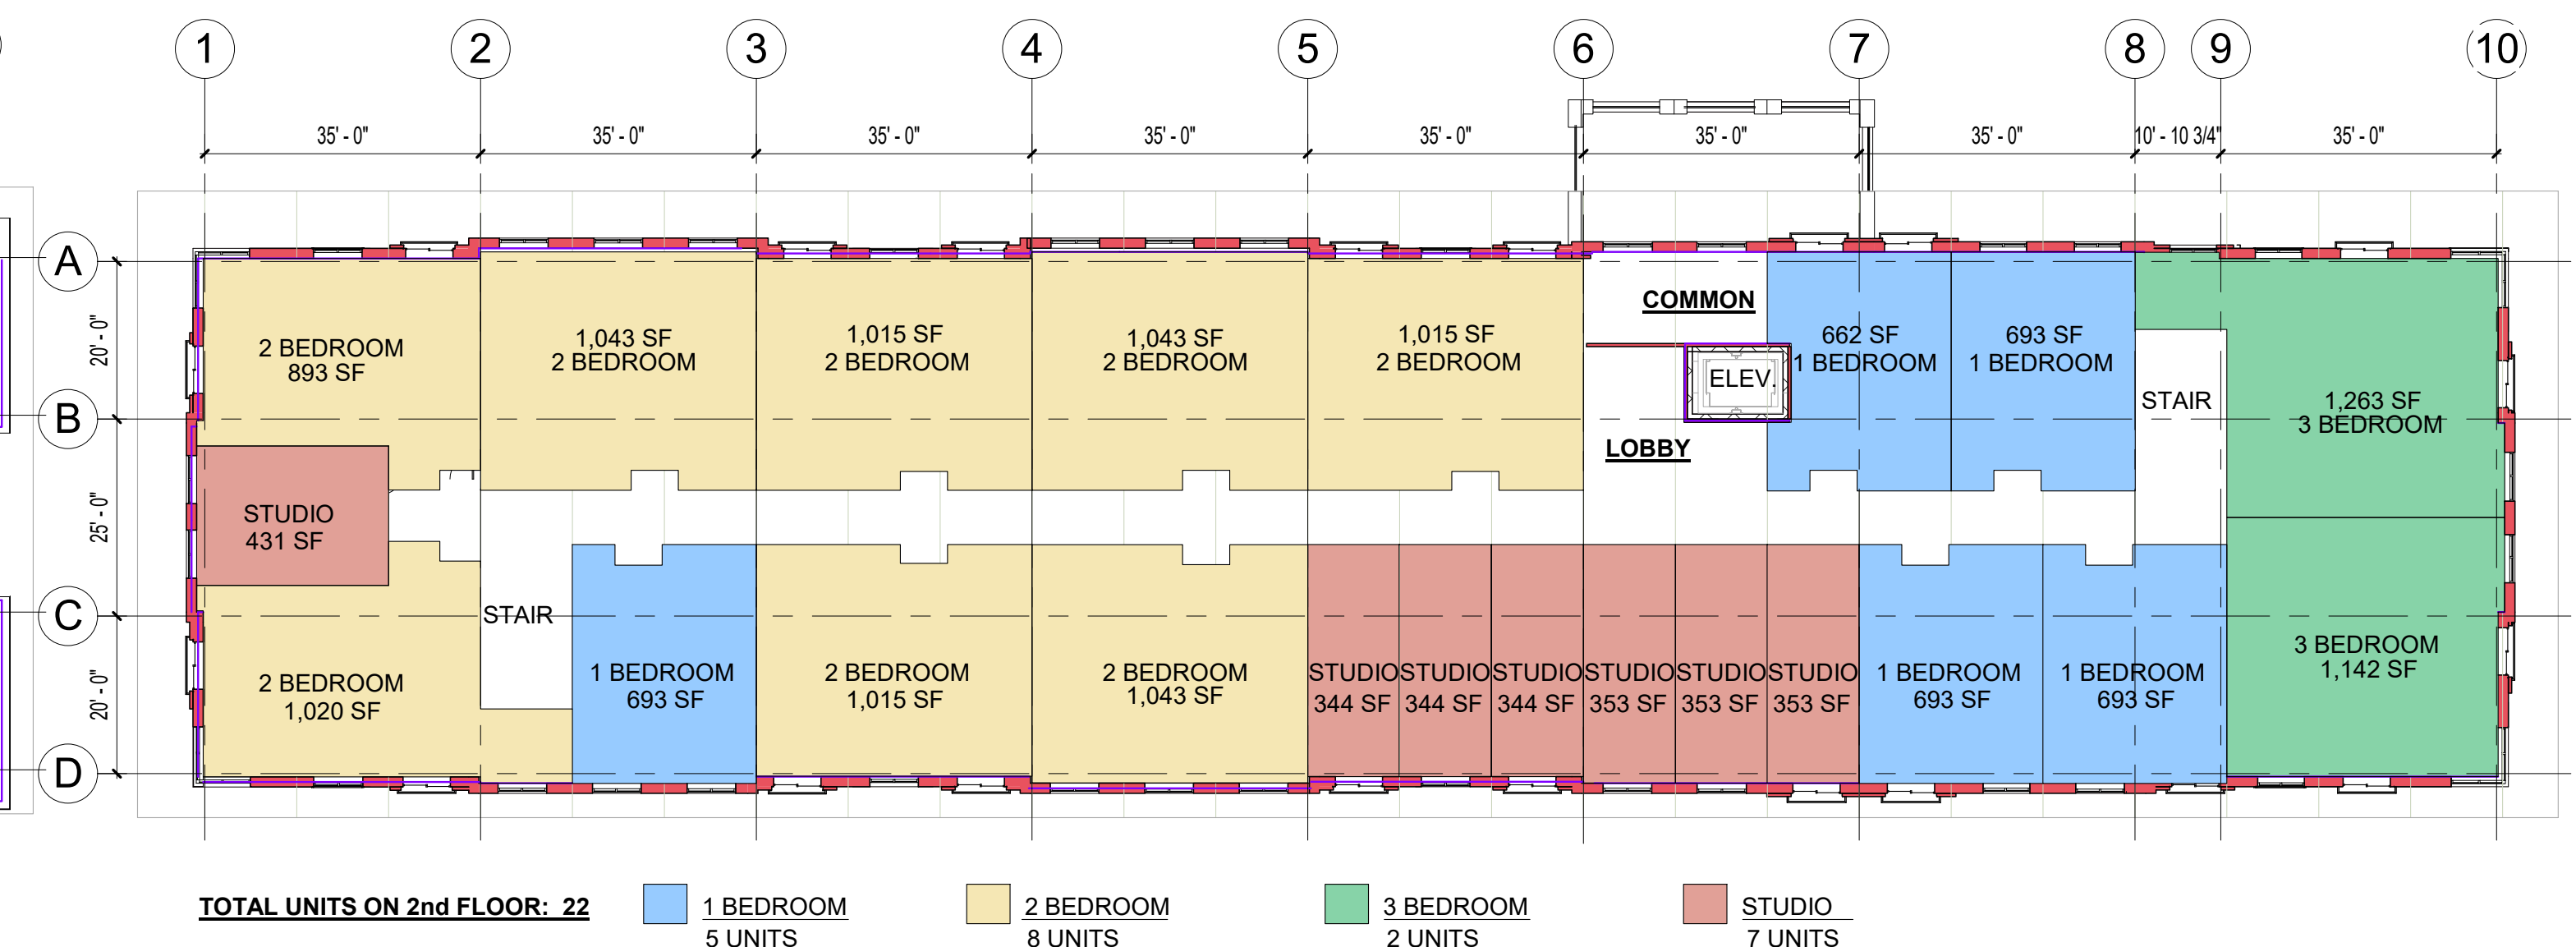 1
2
3
4
5
6
7
8
9
10
35' - 0"
35' - 0"
35' - 0"
35' - 0"
35' - 0"
35' - 0"
35' - 0"
10' - 10 3/4"
35' - 0"
A
B
C
D
20' - 0"
25' - 0"
20' - 0"
2 BEDROOM
893 SF
1,043 SF
2 BEDROOM
1,015 SF
2 BEDROOM
1,043 SF
2 BEDROOM
1,015 SF
2 BEDROOM
COMMON
ELEV.
LOBBY
662 SF
1 BEDROOM
693 SF
1 BEDROOM
STAIR
1,263 SF
3 BEDROOM
STUDIO
431 SF
STAIR
2 BEDROOM
1,020 SF
1 BEDROOM
693 SF
2 BEDROOM
1,015 SF
2 BEDROOM
1,043 SF
STUDIO
344 SF
STUDIO
344 SF
STUDIO
344 SF
STUDIO
353 SF
STUDIO
353 SF
STUDIO
353 SF
1 BEDROOM
693 SF
1 BEDROOM
693 SF
3 BEDROOM
1,142 SF
TOTAL UNITS ON 2nd FLOOR: 22
1 BEDROOM
5 UNITS
2 BEDROOM
8 UNITS
3 BEDROOM
2 UNITS
STUDIO
7 UNITS